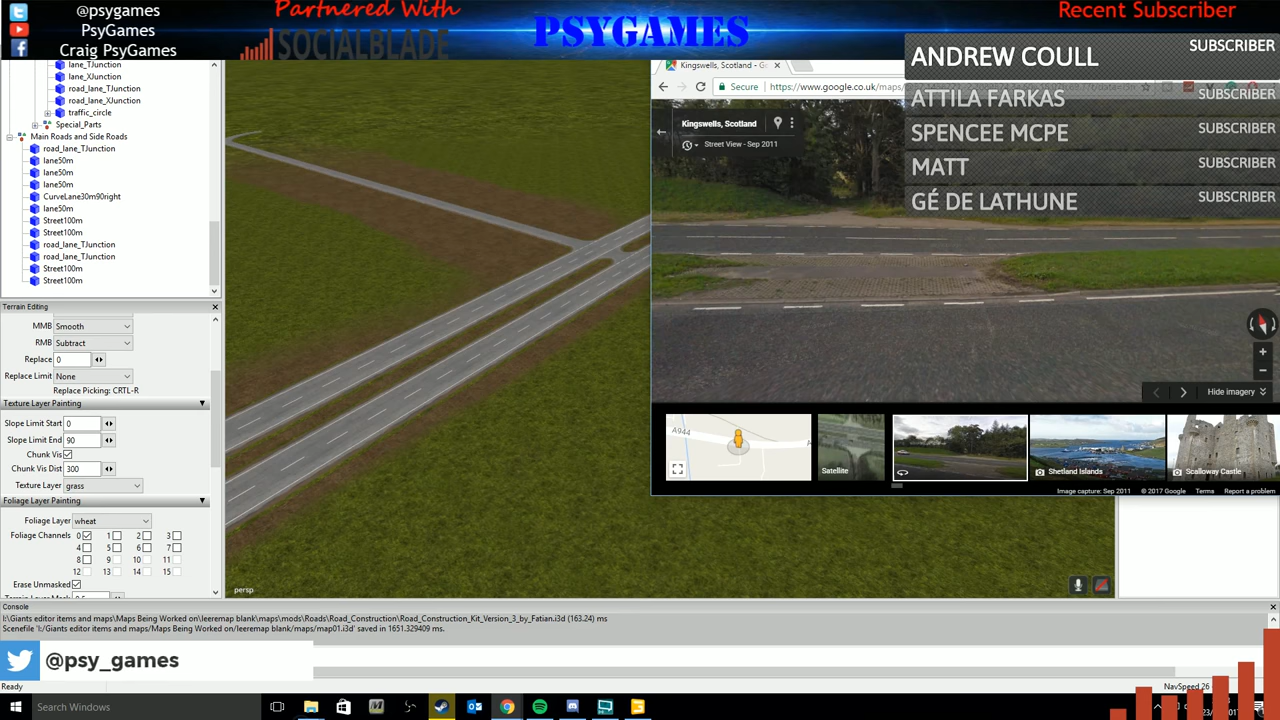 @psygames
PsyGames
Craig PsyGames
Partnered With
SOCIALBLADE
PSYGAMES
Recent Subscriber
ANDREW COULL SUBSCRIBER
ATTILA FARKAS SUBSCRIBER
SPENCEE MCPE SUBSCRIBER
MATT SUBSCRIBER
GÉ DE LATHUNE SUBSCRIBER
lane_TJunction
lane_XJunction
road_lane_TJunction
road_lane_XJunction
traffic_circle
Special_Parts
Main Roads and Side Roads
road_lane_TJunction
lane50m
lane50m
lane50m
CurveLane30m90right
lane50m
Street100m
Street100m
road_lane_TJunction
road_lane_TJunction
Street100m
Street100m
Terrain Editing
MMB Smooth
RMB Subtract
Replace 0
Replace Limit None
Replace Picking: CRTL-R
Texture Layer Painting
Slope Limit Start 0
Slope Limit End 90
Chunk Vis
Chunk Vis Dist 300
Texture Layer grass
Foliage Layer Painting
Foliage Layer wheat
Foliage Channels 0 1 2 3
4 5 6 7
8 9 10 11
12 13 14 15
Erase Unmasked
persp
Kingswells, Scotland - G
Secure https://www.google.co.uk/maps/
Kingswells, Scotland
Street View - Sep 2011
Hide imagery
A944
Satellite
Shetland Islands
Scalloway Castle
Image capture: Sep 2011 © 2017 Google Terms Report a problem
Console
I:\Giants editor items and maps\Maps Being Worked on\leeremap blank\maps\mods\Roads\Road_Construction\Road_Construction_Kit_Version_3_by_Fatian.i3d (163.24) ms
Scenefile 'I:/Giants editor items and maps/Maps Being Worked on/leeremap blank/maps/map01.i3d' saved in 1651.329409 ms.
@psy_games
Ready
NavSpeed 26
Search Windows